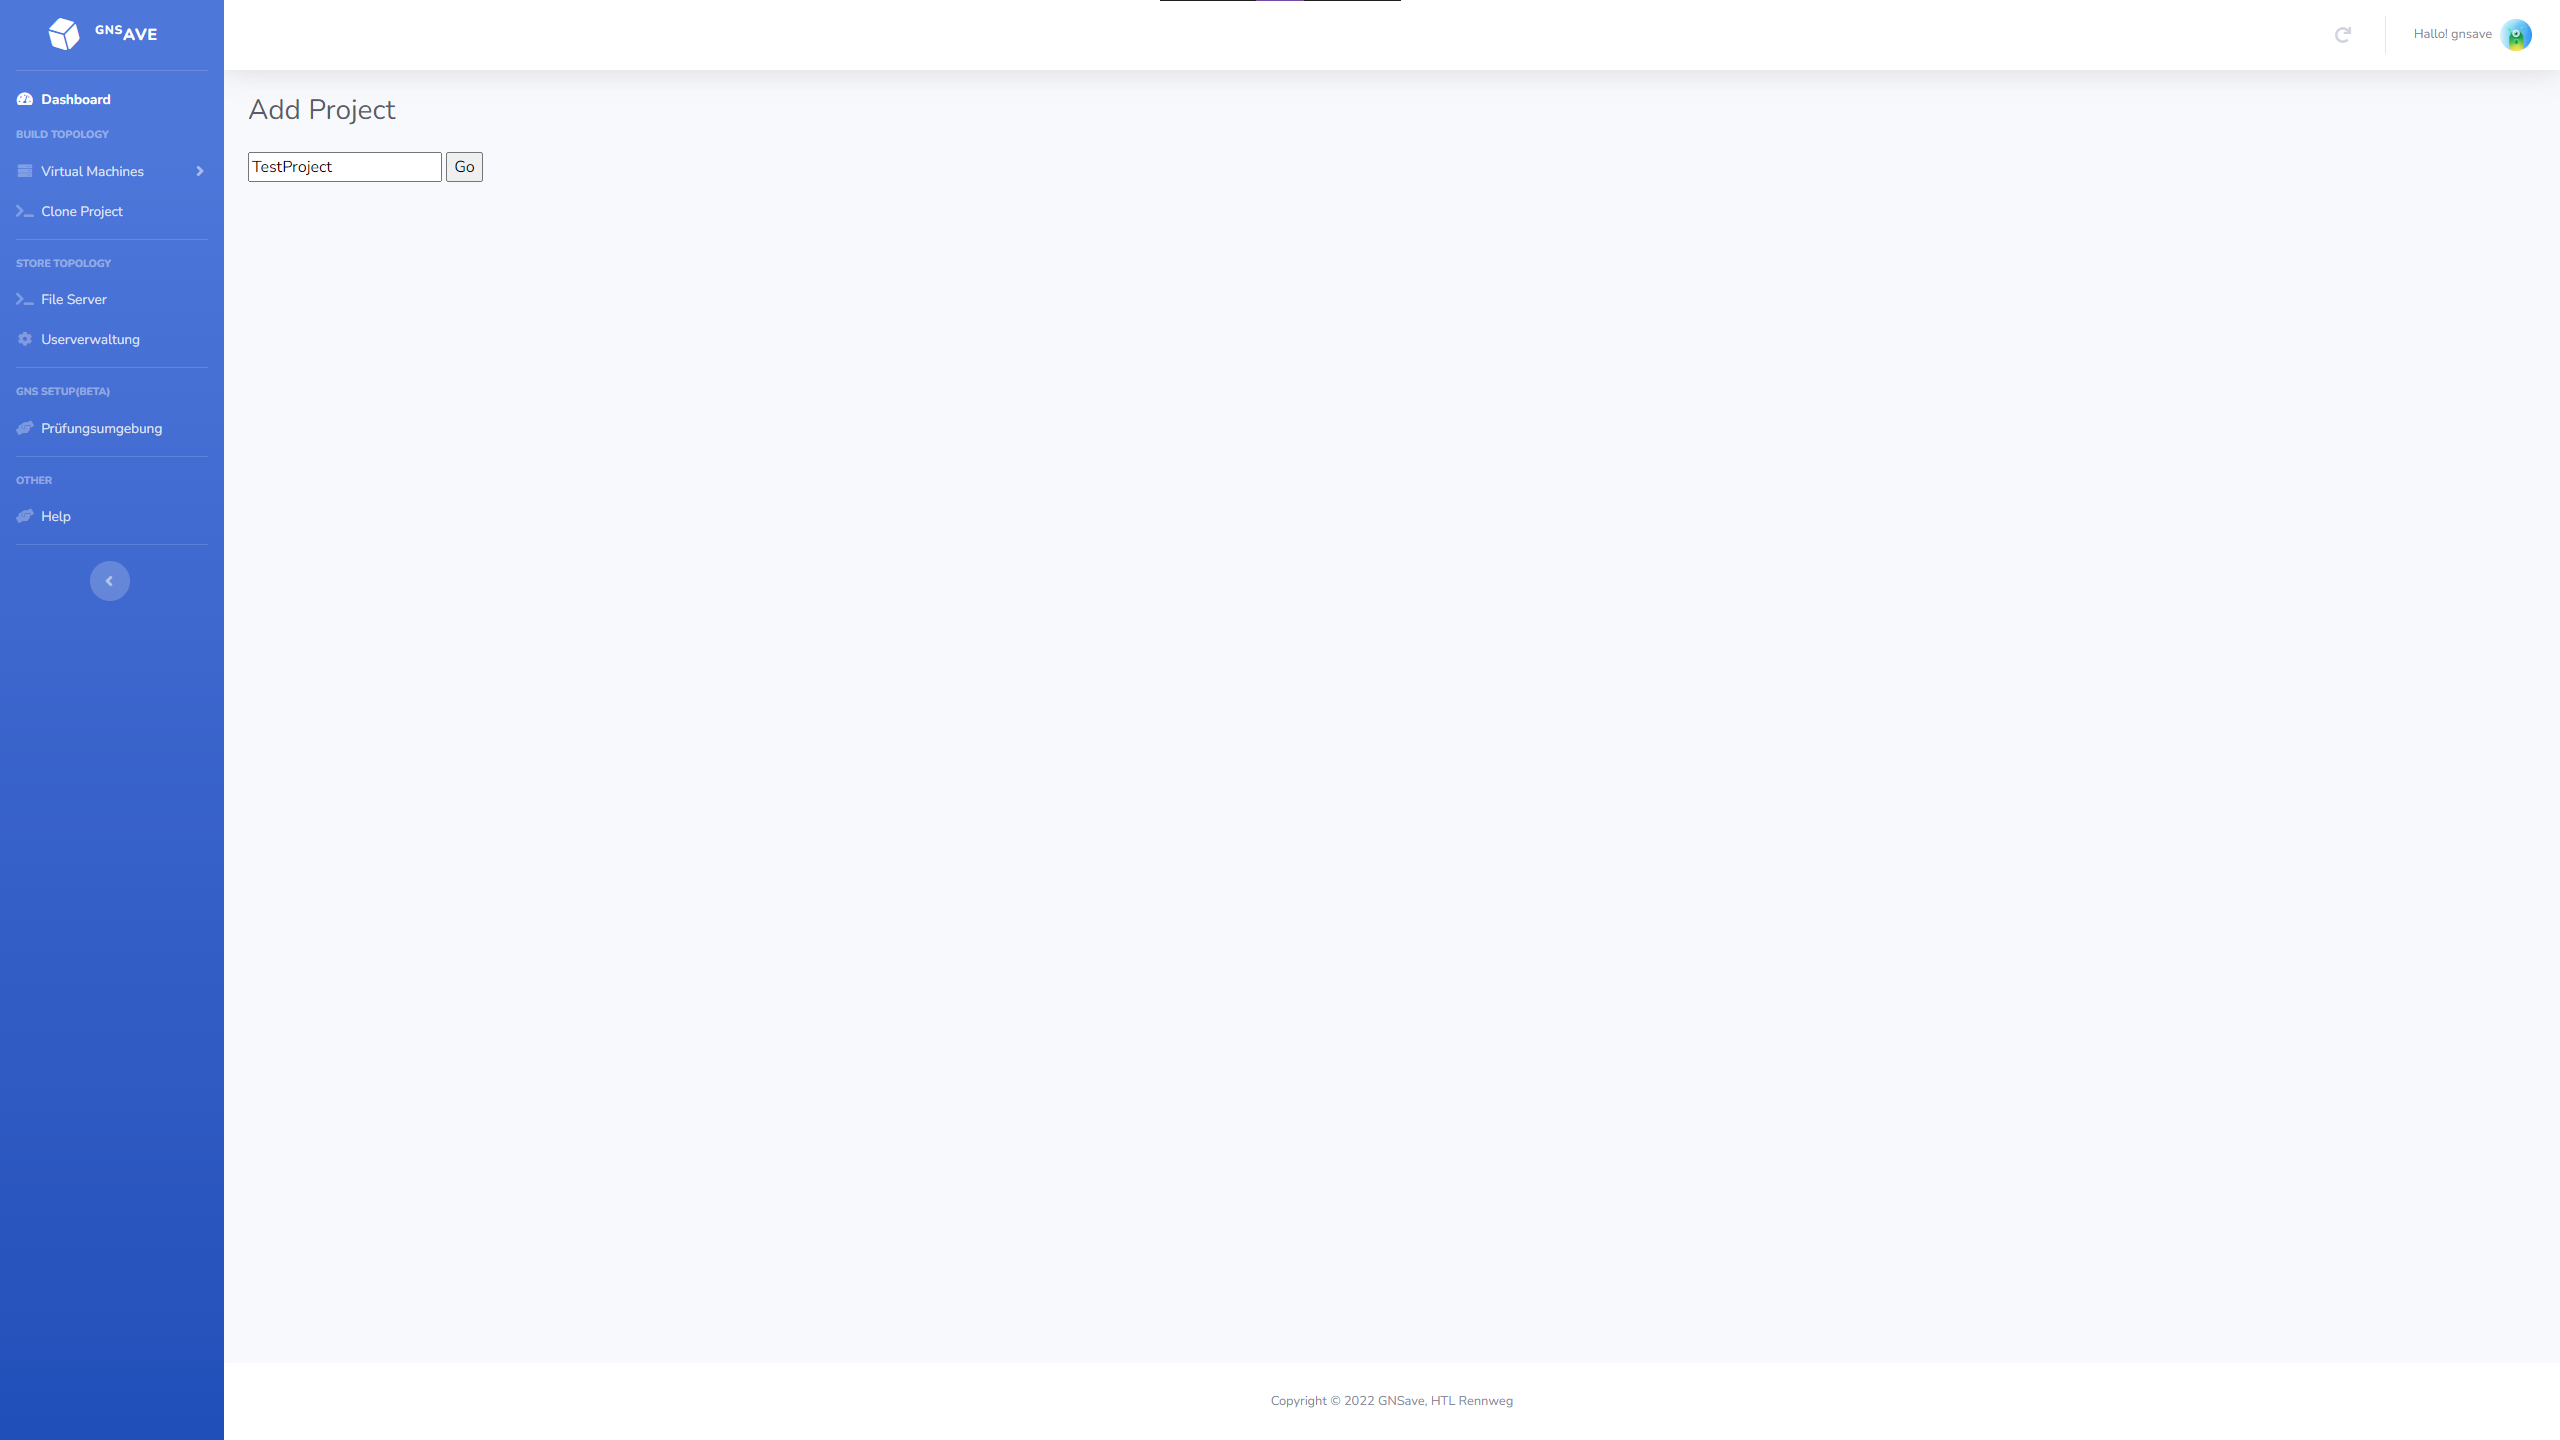 GNSAVE
Dashboard
BUILD TOPOLOGY
Virtual Machines
Clone Project
STORE TOPOLOGY
File Server
Userverwaltung
GNS SETUP(BETA)
Prüfungsumgebung
OTHER
Help
Hallo! gnsave
Add Project
TestProject Go
Copyright © 2022 GNSave, HTL Rennweg